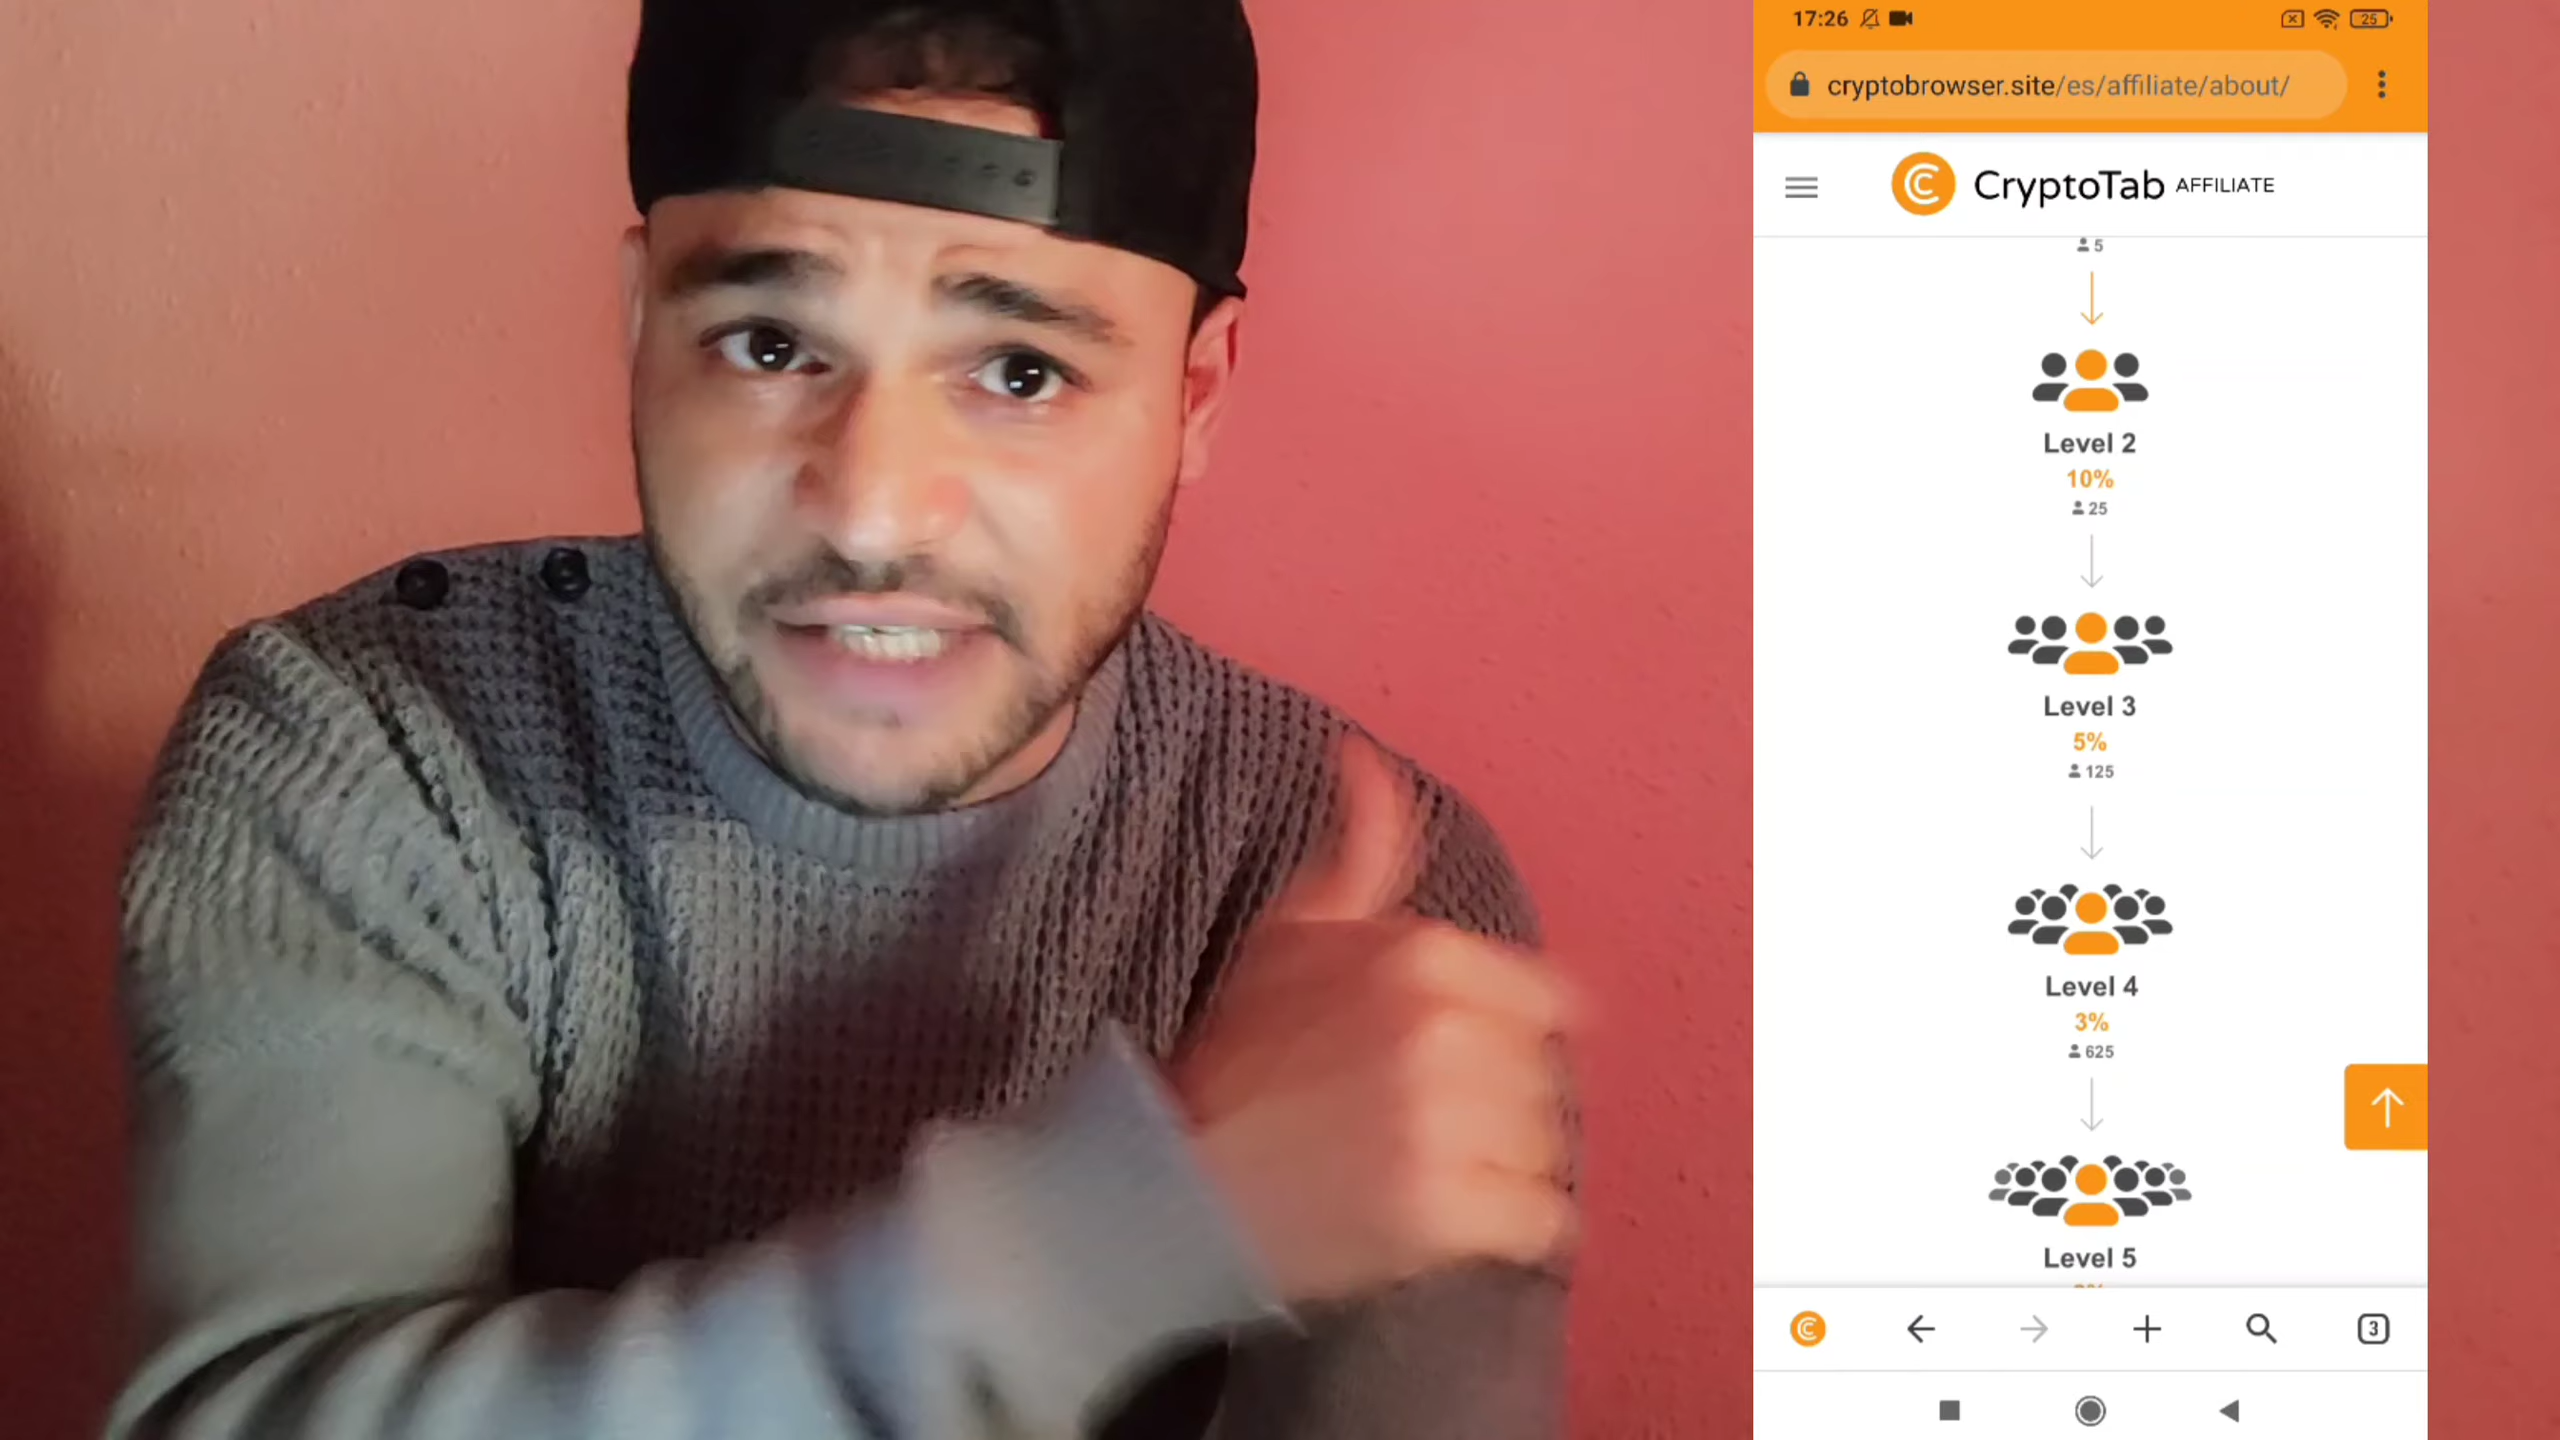 17:26
25
cryptobrowser.site/es/affiliate/about/
CryptoTab AFFILIATE
5
Level 2
10%
25
Level 3
5%
125
Level 4
3%
625
Level 5
3